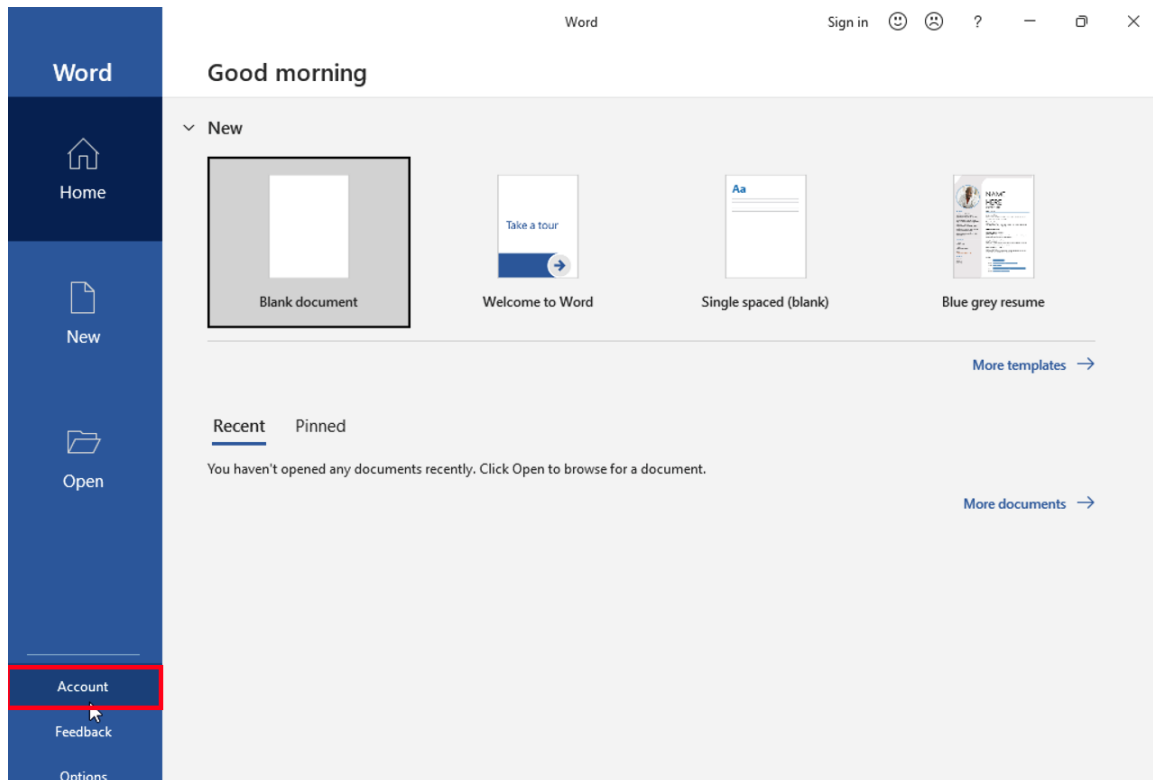 Word
Sign in
?
Word
Good morning
Home
New
Open
Account
Feedback
Options
New
Blank document
Take a tour
Welcome to Word
Aa
Single spaced (blank)
NAME
HERE
Blue grey resume
More templates
Recent
Pinned
You haven't opened any documents recently. Click Open to browse for a document.
More documents